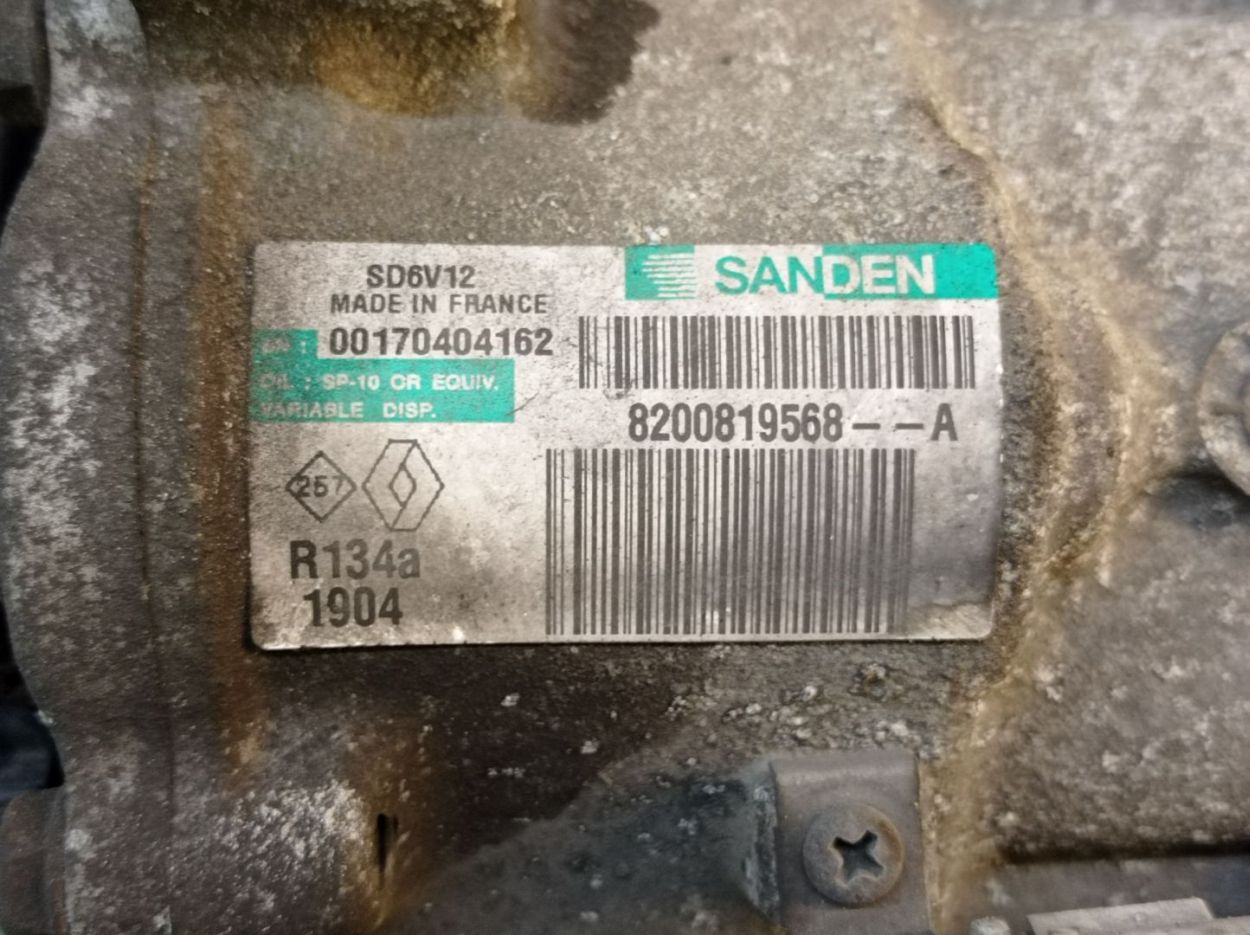 SD6V12
MADE IN FRANCE
SANDEN
00170404162
OIL : SP-10 OR EQUIV.
VARIABLE DISP.
8200819568--A
257
R134a
1904